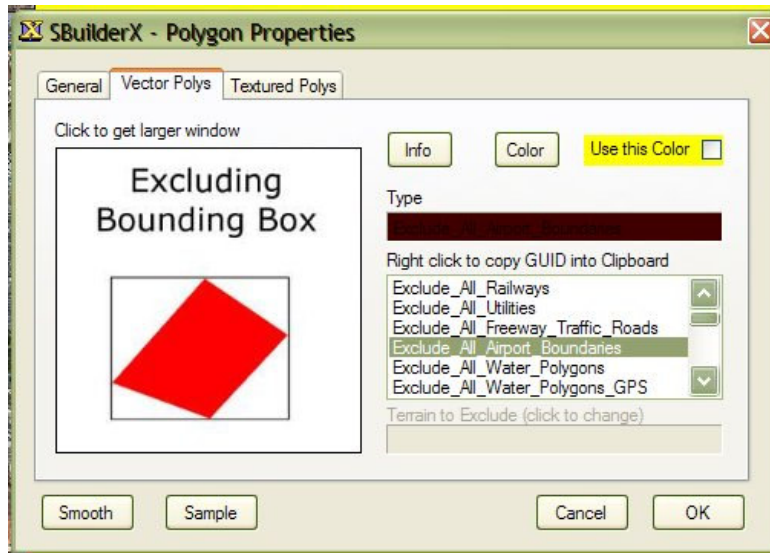 SBuilderX - Polygon Properties
General Vector Polys Textured Polys
Click to get larger window
Excluding
Bounding Box
Info Color Use this Color
Type
Exclude_All_Airport_Boundaries
Right click to copy GUID into Clipboard
Exclude_All_Railways
Exclude_All_Utilities
Exclude_All_Freeway_Traffic_Roads
Exclude_All_Airport_Boundaries
Exclude_All_Water_Polygons
Exclude_All_Water_Polygons_GPS
Terrain to Exclude (click to change)
Smooth Sample Cancel OK